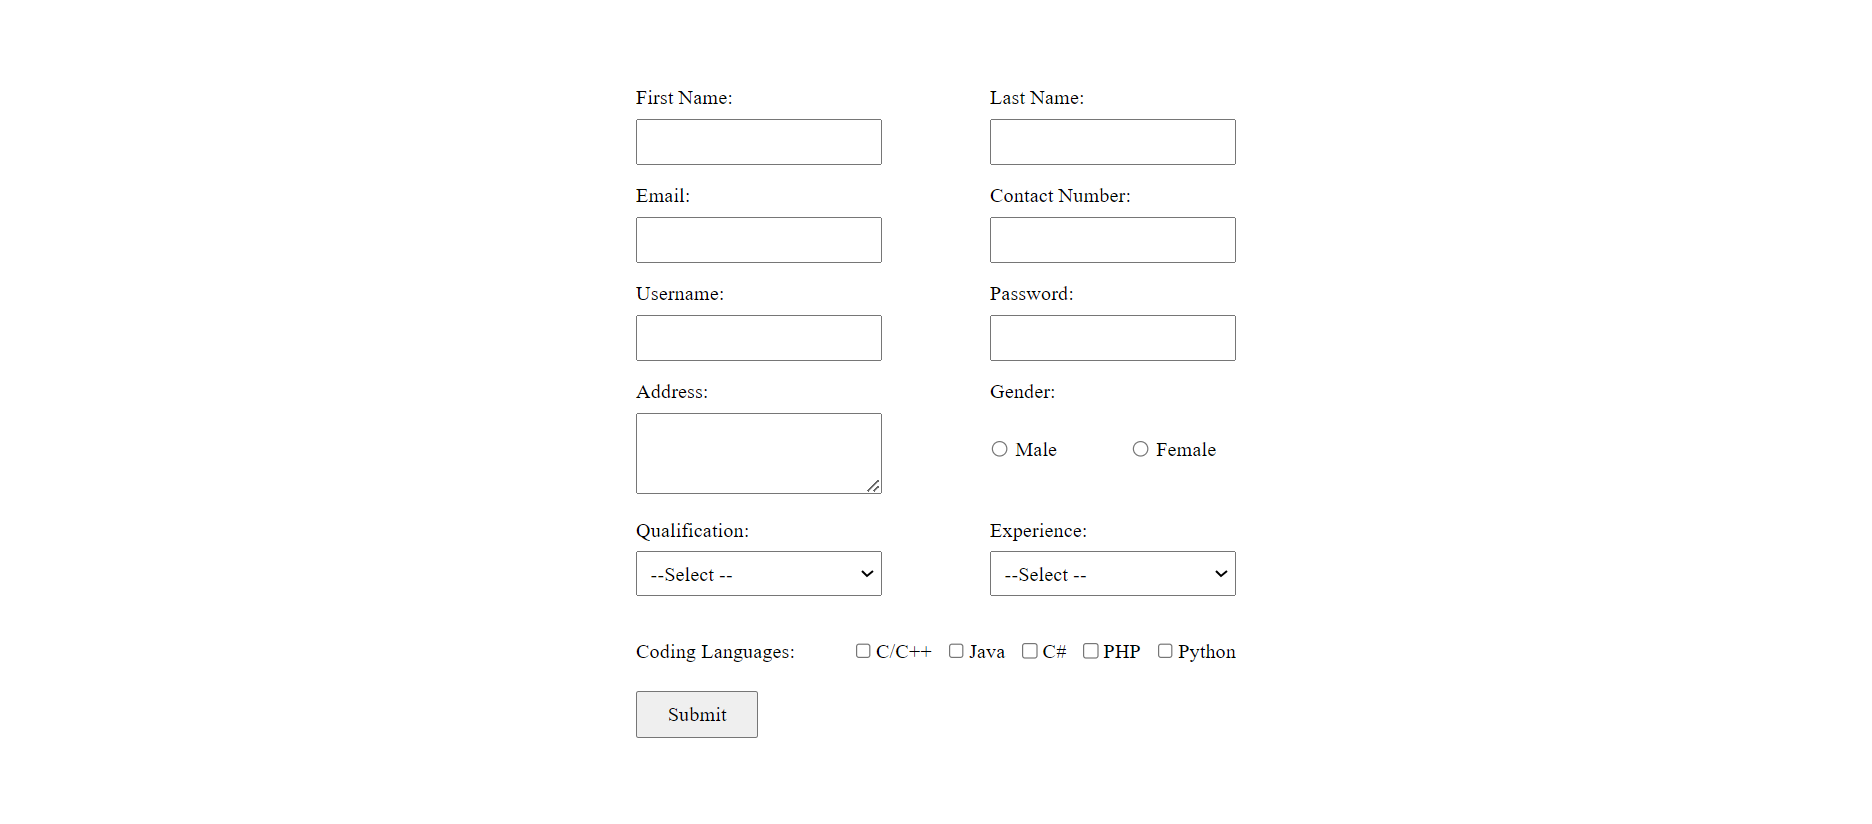 First Name: Last Name:
Email: Contact Number:
Username: Password:
Address: Gender:
Male Female
Qualification: Experience:
--Select -- --Select --
Coding Languages: C/C++ Java C# PHP Python
Submit